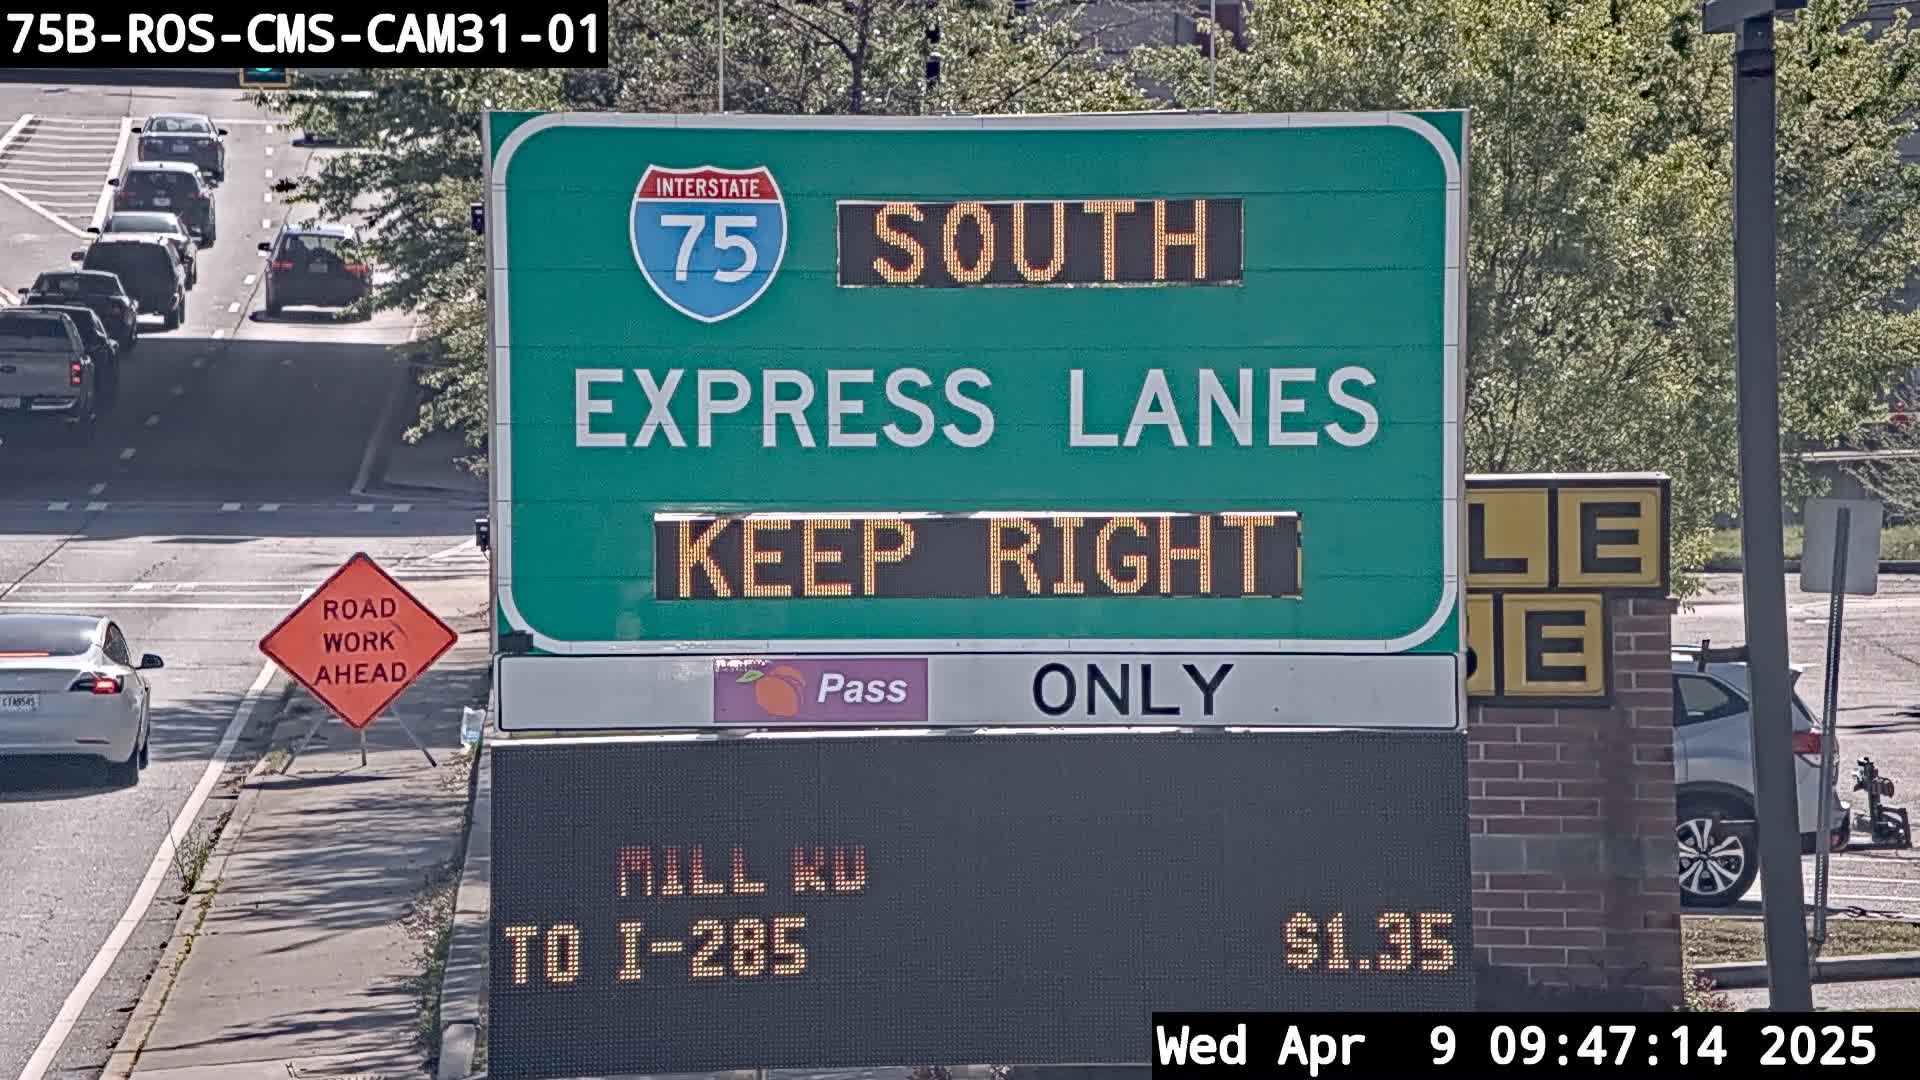 75B-ROS-CMS-CAM31-01
INTERSTATE
75
SOUTH
EXPRESS LANES
KEEP RIGHT
Pass ONLY
MILL RD
TO I-285 $1.35
ROAD
WORK
AHEAD
LE
E
Wed Apr 9 09:47:14 2025